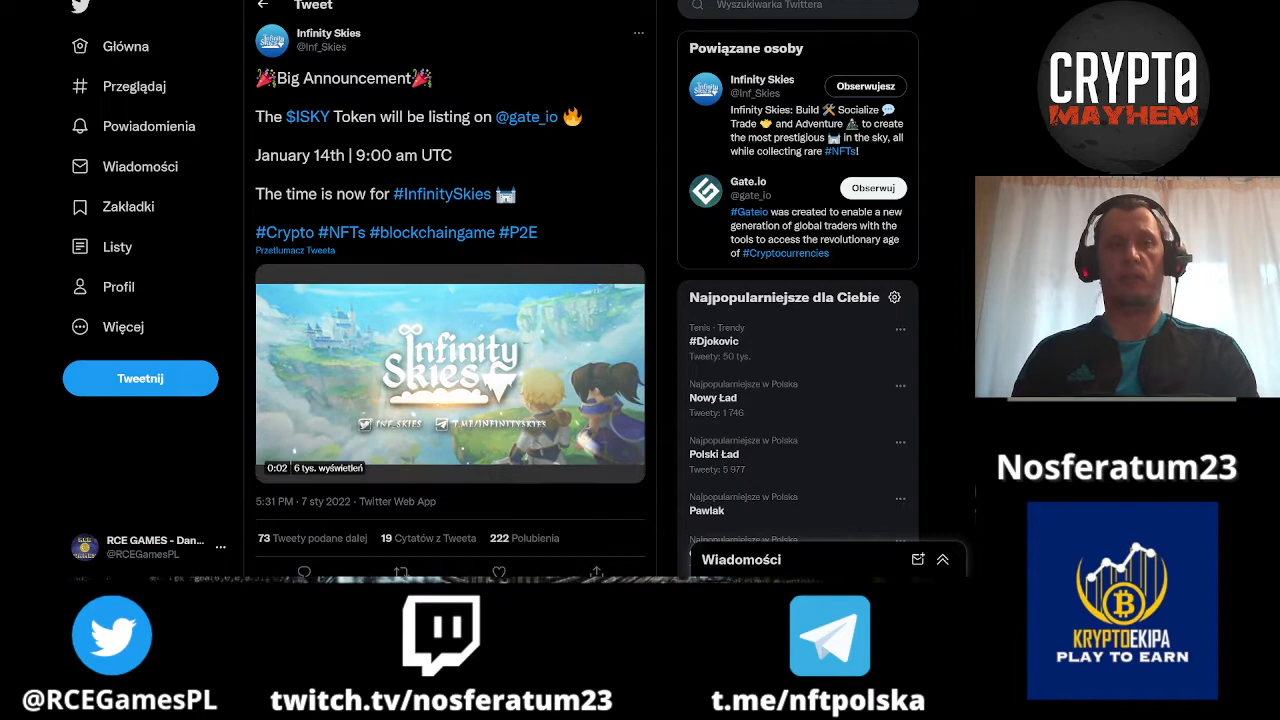 Tweet
Wyszukiwarka Twittera
Główna
Przeglądaj
Powiadomienia
Wiadomości
Zakladki
Listy
Profil
Więcej
Tweetnij
RCE GAMES - Dan...
@RCEGamesPL
Infinity Skies
@Inf_Skies
🎉Big Announcement🎉
The $ISKY Token will be listing on @gate_io 🔥
January 14th | 9:00 am UTC
The time is now for #InfinitySkies 🏰
#Crypto #NFTs #blockchaingame #P2E
Przetłumacz Tweeta
Infinity
Skies
INF_SKIES T.ME/INFINITYSKIES
0:02 6 tys. wyświetleń
5:31 PM · 7 sty 2022 · Twitter Web App
73 Tweety podane dalej 19 Cytatów z Tweeta 222 Polubienia
Powiązane osoby
Infinity Skies
@Inf_Skies
Obserwujesz
Infinity Skies: Build 🛠 Socialize 💬
Trade 🤝 and Adventure 🏔 to create
the most prestigious 🏰 in the sky, all
while collecting rare #NFTs!
Gate.io
@gate_io
Obserwuj
#Gateio was created to enable a new
generation of global traders with the
tools to access the revolutionary age
of #Cryptocurrencies
Najpopularniejsze dla Ciebie
Tenis · Trendy
#Djokovic
Tweety: 50 tys.
Najpopularniejsze w Polska
Nowy Ład
Tweety: 1 746
Najpopularniejsze w Polska
Polski Ład
Tweety: 5 977
Najpopularniejsze w Polska
Pawlak
Wiadomości
CRYPTO
MAYHEM
Nosferatum23
KRYPTOEKIPA
PLAY TO EARN
@RCEGamesPL
twitch.tv/nosferatum23
t.me/nftpolska